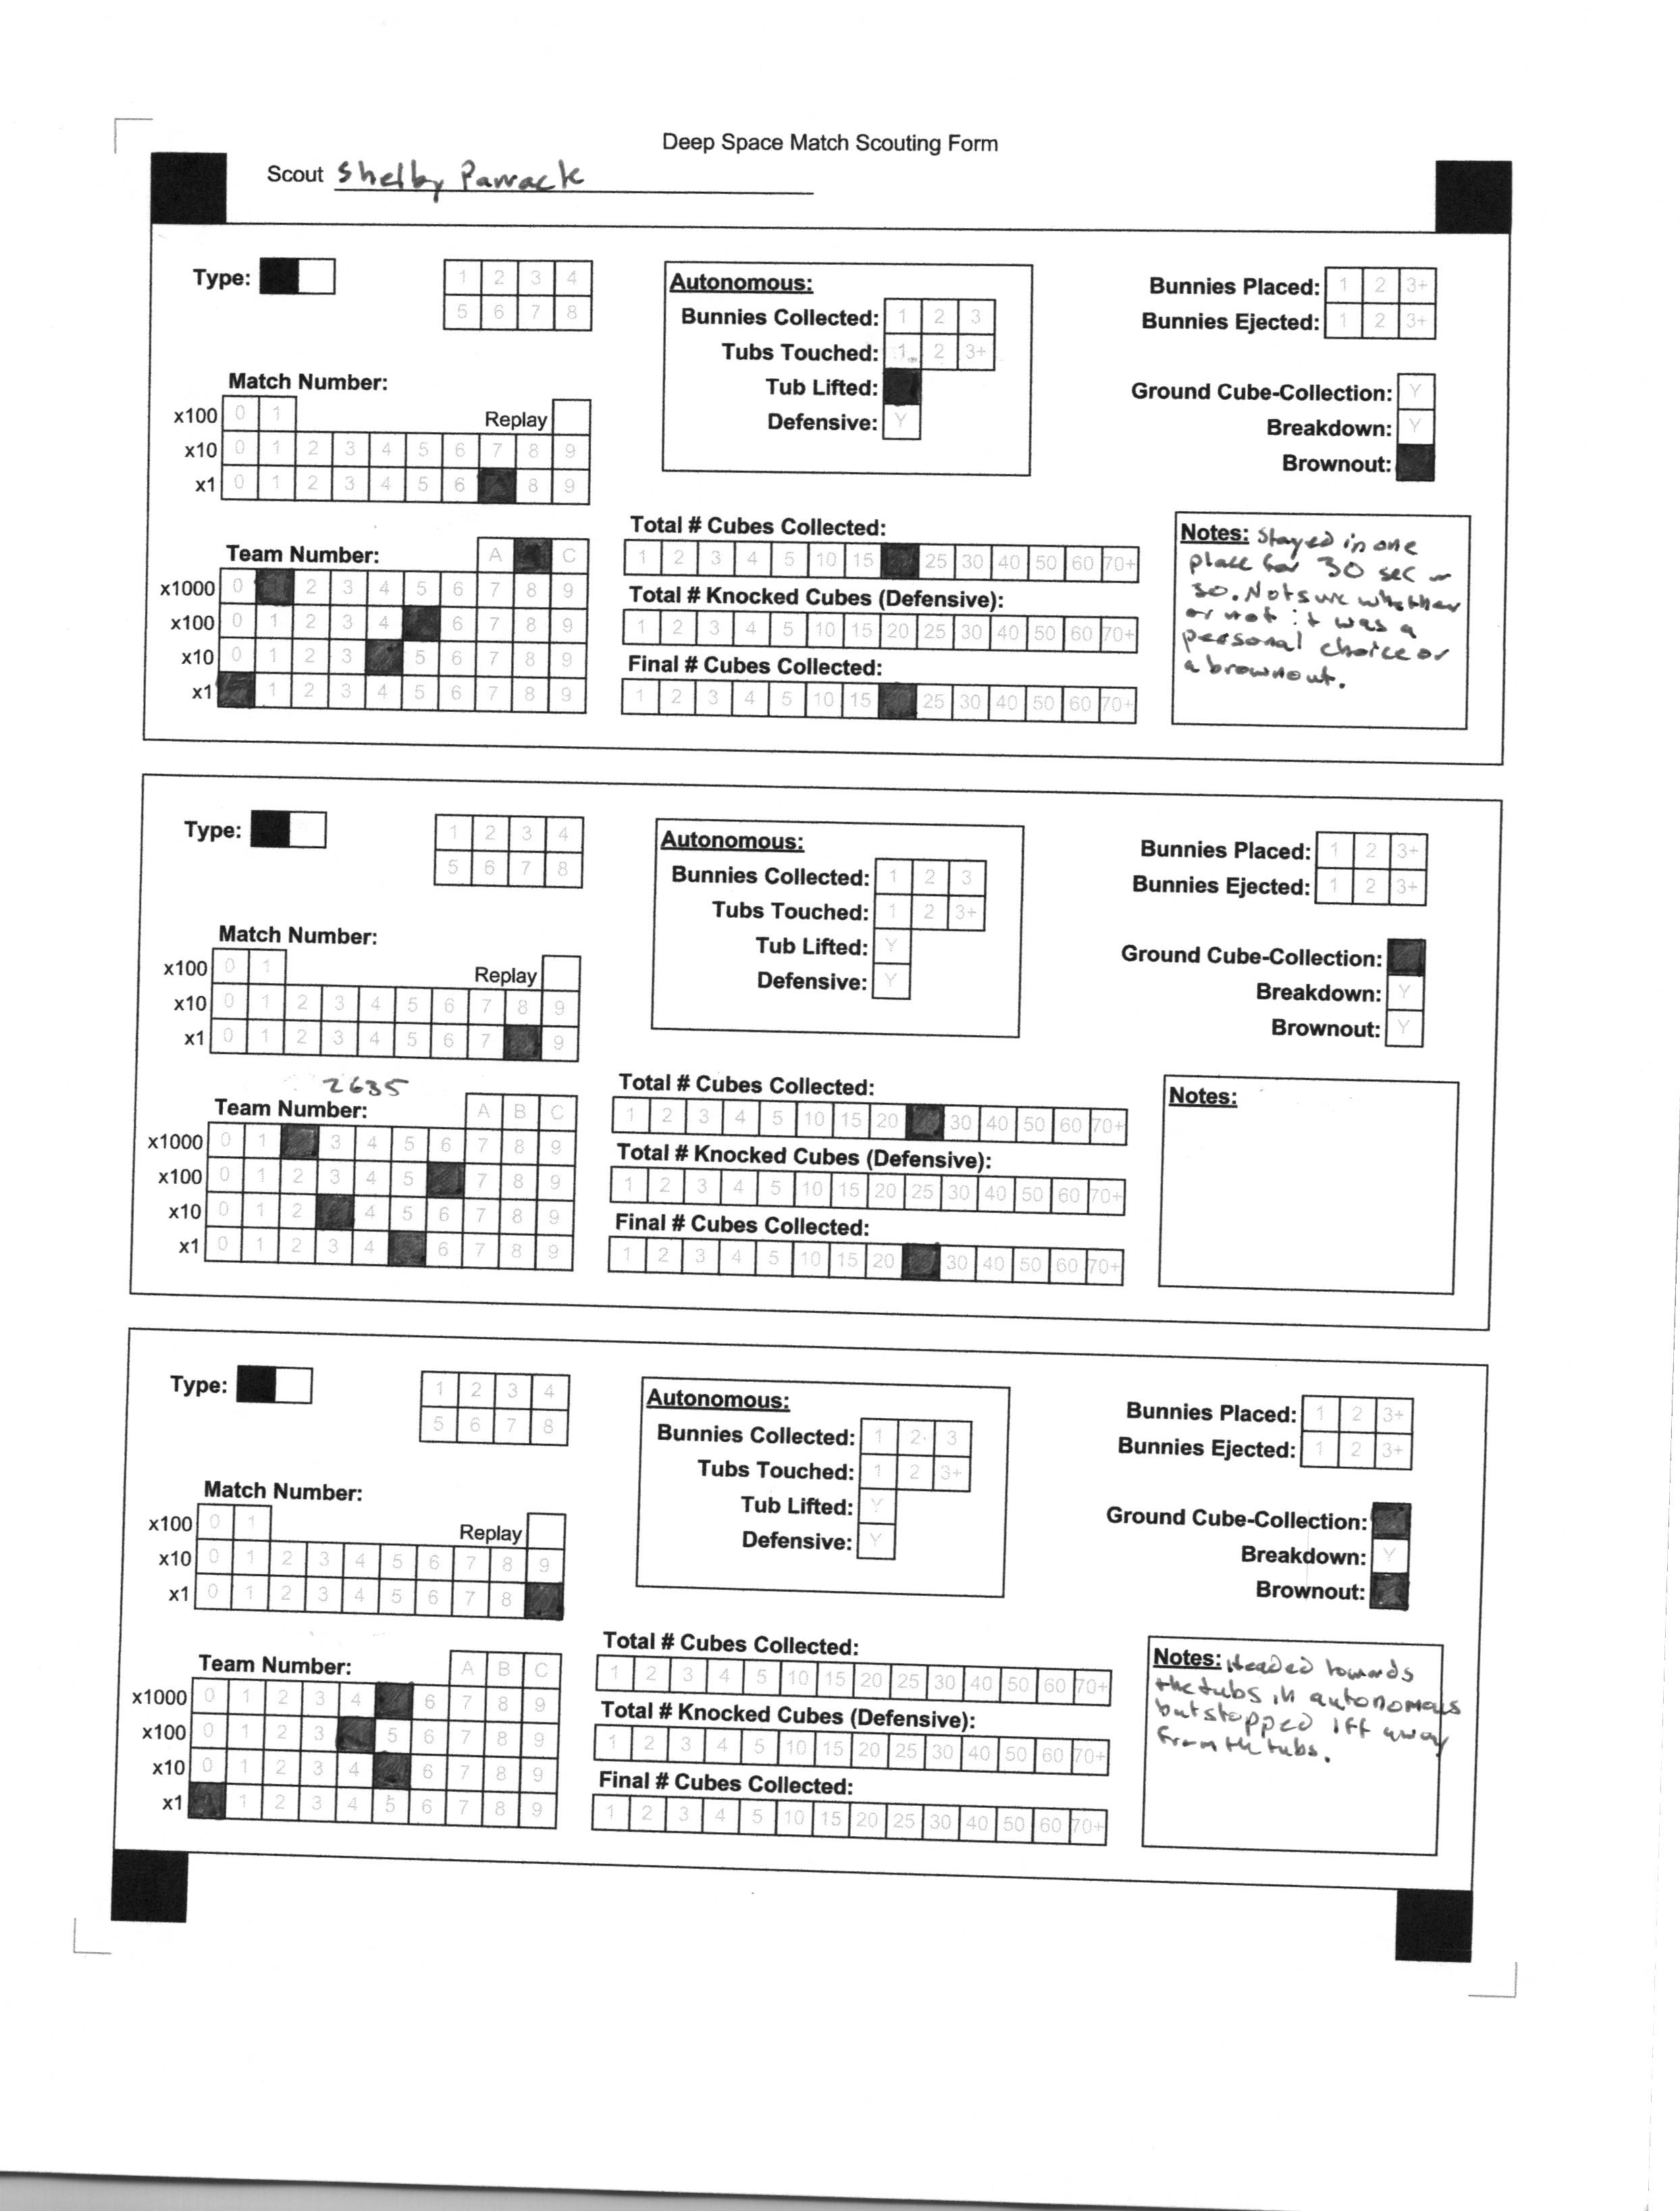 Deep Space Match Scouting Form
Scout Shelby Parrack
Type:
1 2 3 4
5 6 7 8
Match Number:
x100 0 1
Replay
x10 0 1 2 3 4 5 6 7 8 9
x1 0 1 2 3 4 5 6 8 9
Team Number: A C
x1000 0 2 3 4 5 6 7 8 9
x100 0 1 2 3 4 6 7 8 9
x10 0 1 2 3 5 6 7 8 9
x1 1 2 3 4 5 6 7 8 9
Autonomous:
Bunnies Collected: 1 2 3
Tubs Touched: 1 2 3+
Tub Lifted:
Defensive: Y
Total # Cubes Collected:
1 2 3 4 5 10 15 25 30 40 50 60 70+
Total # Knocked Cubes (Defensive):
1 2 3 4 5 10 15 20 25 30 40 50 60 70+
Final # Cubes Collected:
1 2 3 4 5 10 15 25 30 40 50 60 70+
Bunnies Placed: 1 2 3+
Bunnies Ejected: 1 2 3+
Ground Cube-Collection: Y
Breakdown: Y
Brownout:
Notes: Stayed in one
place for 30 sec or
so. Not sure whether
or not it was a
personal choice or
a brownout.
Type:
1 2 3 4
5 6 7 8
Match Number:
x100 0 1
Replay
x10 0 1 2 3 4 5 6 7 8 9
x1 0 1 2 3 4 5 6 7 9
2635
Team Number: A B C
x1000 0 1 3 4 5 6 7 8 9
x100 0 1 2 3 4 5 7 8 9
x10 0 1 2 4 5 6 7 8 9
x1 0 1 2 3 4 6 7 8 9
Autonomous:
Bunnies Collected: 1 2 3
Tubs Touched: 1 2 3+
Tub Lifted: Y
Defensive: Y
Total # Cubes Collected:
1 2 3 4 5 10 15 20 30 40 50 60 70+
Total # Knocked Cubes (Defensive):
1 2 3 4 5 10 15 20 25 30 40 50 60 70+
Final # Cubes Collected:
1 2 3 4 5 10 15 20 30 40 50 60 70+
Bunnies Placed: 1 2 3+
Bunnies Ejected: 1 2 3+
Ground Cube-Collection:
Breakdown: Y
Brownout: Y
Notes:
Type:
1 2 3 4
5 6 7 8
Match Number:
x100 0 1
Replay
x10 0 1 2 3 4 5 6 7 8 9
x1 0 1 2 3 4 5 6 7 8
Team Number: A B C
x1000 0 1 2 3 4 6 7 8 9
x100 0 1 2 3 5 6 7 8 9
x10 0 1 2 3 4 6 7 8 9
x1 1 2 3 4 5 6 7 8 9
Autonomous:
Bunnies Collected: 1 2 3
Tubs Touched: 1 2 3+
Tub Lifted: Y
Defensive: Y
Total # Cubes Collected:
1 2 3 4 5 10 15 20 25 30 40 50 60 70+
Total # Knocked Cubes (Defensive):
1 2 3 4 5 10 15 20 25 30 40 50 60 70+
Final # Cubes Collected:
1 2 3 4 5 10 15 20 25 30 40 50 60 70+
Bunnies Placed: 1 2 3+
Bunnies Ejected: 1 2 3+
Ground Cube-Collection:
Breakdown: Y
Brownout:
Notes: Headed towards
the tubs in autonomous
but stopped 1ft away
from the tubs.